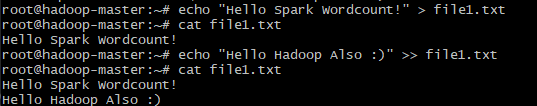 root@hadoop-master:~# echo "Hello Spark Wordcount!" > file1.txt
root@hadoop-master:~# cat file1.txt
Hello Spark Wordcount!
root@hadoop-master:~# echo "Hello Hadoop Also :)" >> file1.txt
root@hadoop-master:~# cat file1.txt
Hello Spark Wordcount!
Hello Hadoop Also :)